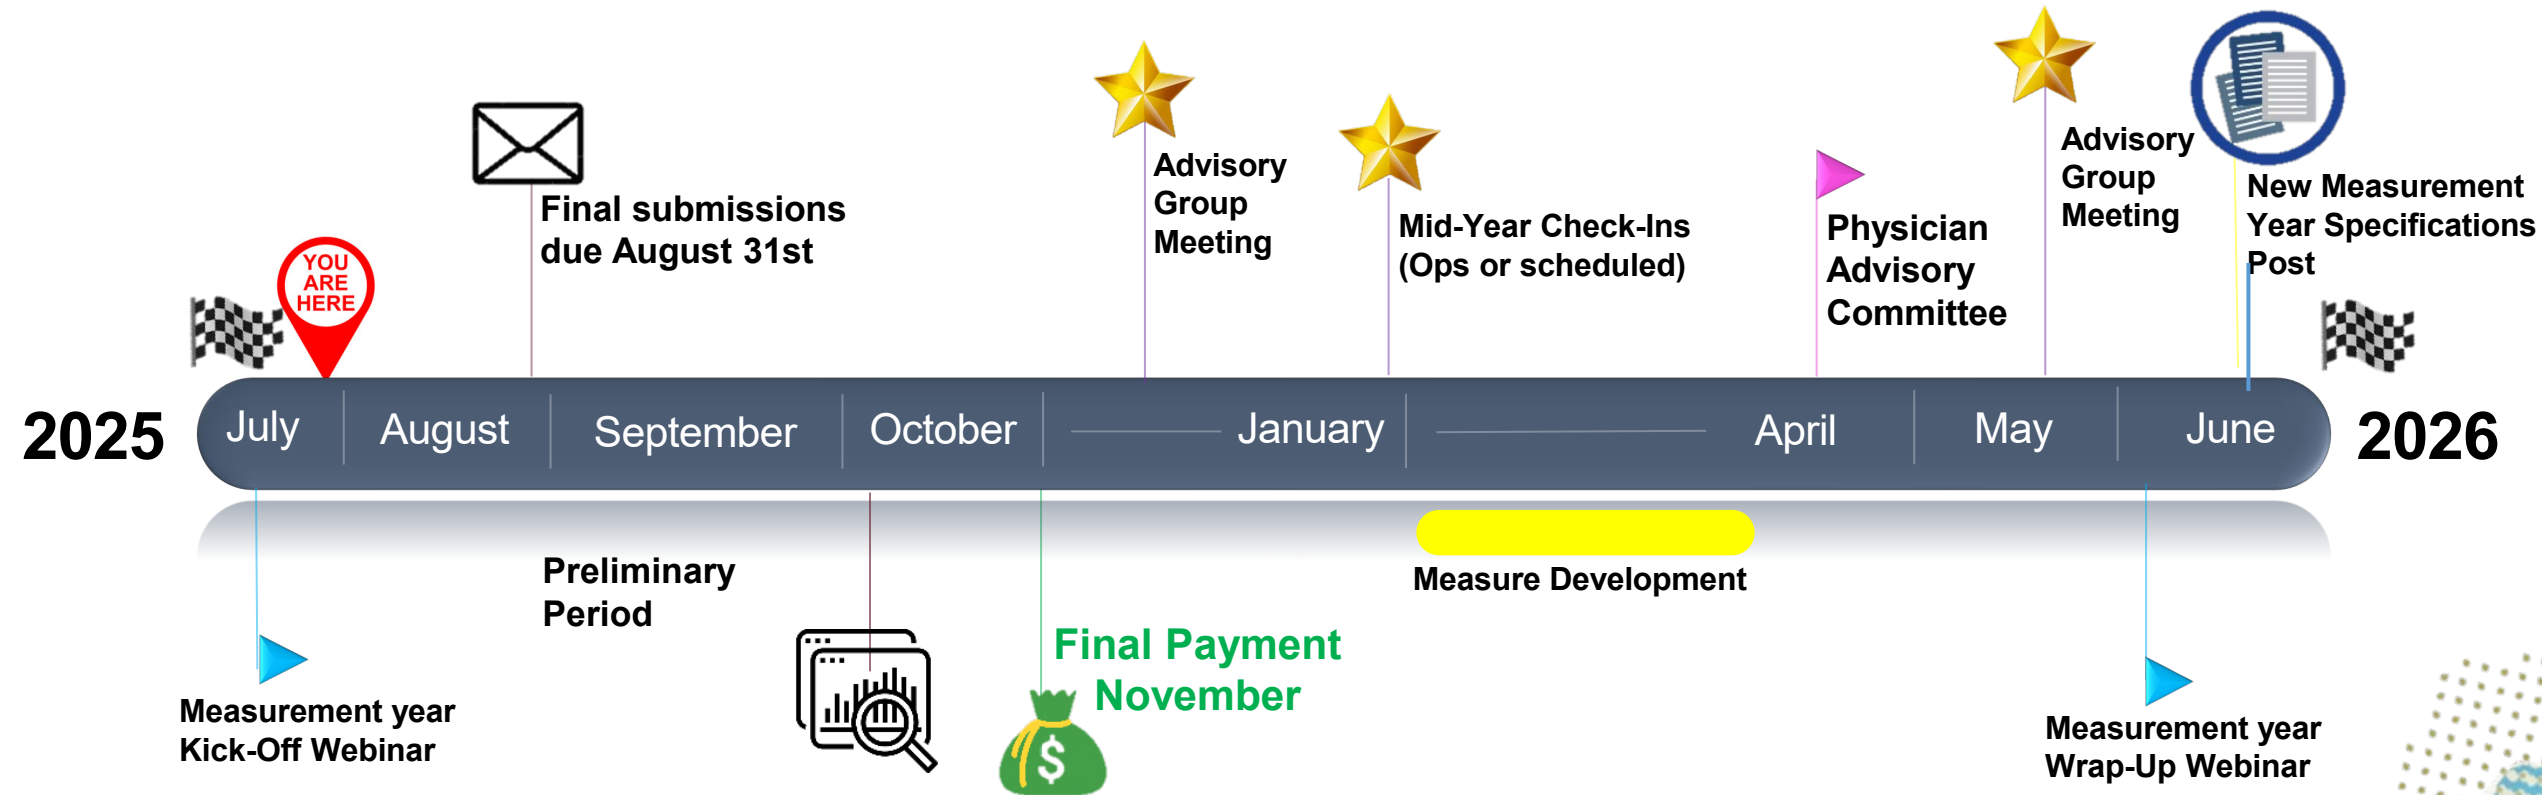 Final submissions
due August 31st
YOU
ARE
HERE
Advisory
Group
Meeting
Mid-Year Check-Ins
(Ops or scheduled)
Physician
Advisory
Committee
Advisory
Group
Meeting
New Measurement
Year Specifications
Post
2025
July
August
September
October
January
April
May
June
2026
Preliminary
Period
Measure Development
Final Payment
November
$
Measurement year
Kick-Off Webinar
Measurement year
Wrap-Up Webinar